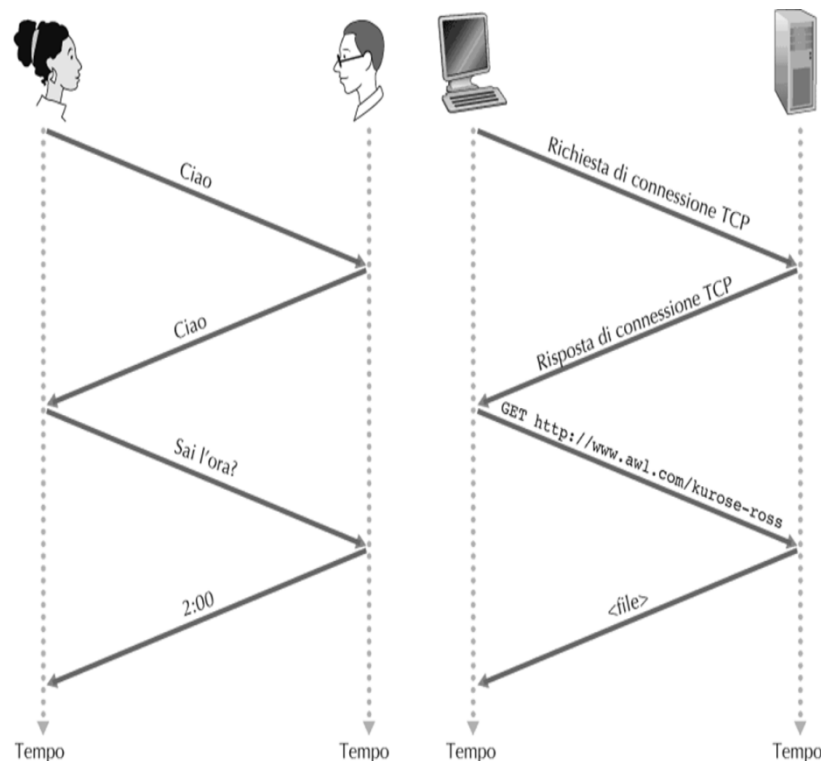 Ciao
Ciao
Sai l'ora?
2:00
Tempo
Tempo
Richiesta di connessione TCP
Risposta di connessione TCP
GET http://www.awl.com/kurose-ross
<file>
Tempo
Tempo